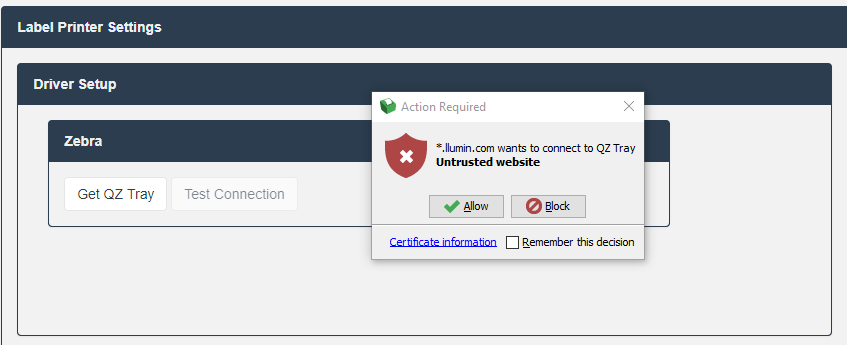 Label Printer Settings
Driver Setup
Action Required
Zebra
*.llumin.com wants to connect to QZ Tray
Untrusted website
Get QZ Tray
Test Connection
Allow
Block
Certificate information
Remember this decision